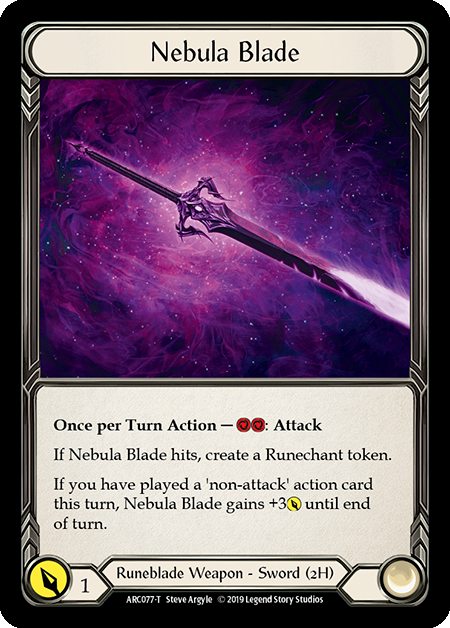 Nebula Blade
Once per Turn Action — : Attack
If Nebula Blade hits, create a Runechant token.
If you have played a 'non-attack' action card
this turn, Nebula Blade gains +3 until end
of turn.
1
Runeblade Weapon - Sword (2H)
ARC077-T Steve Argyle © 2019 Legend Story Studios